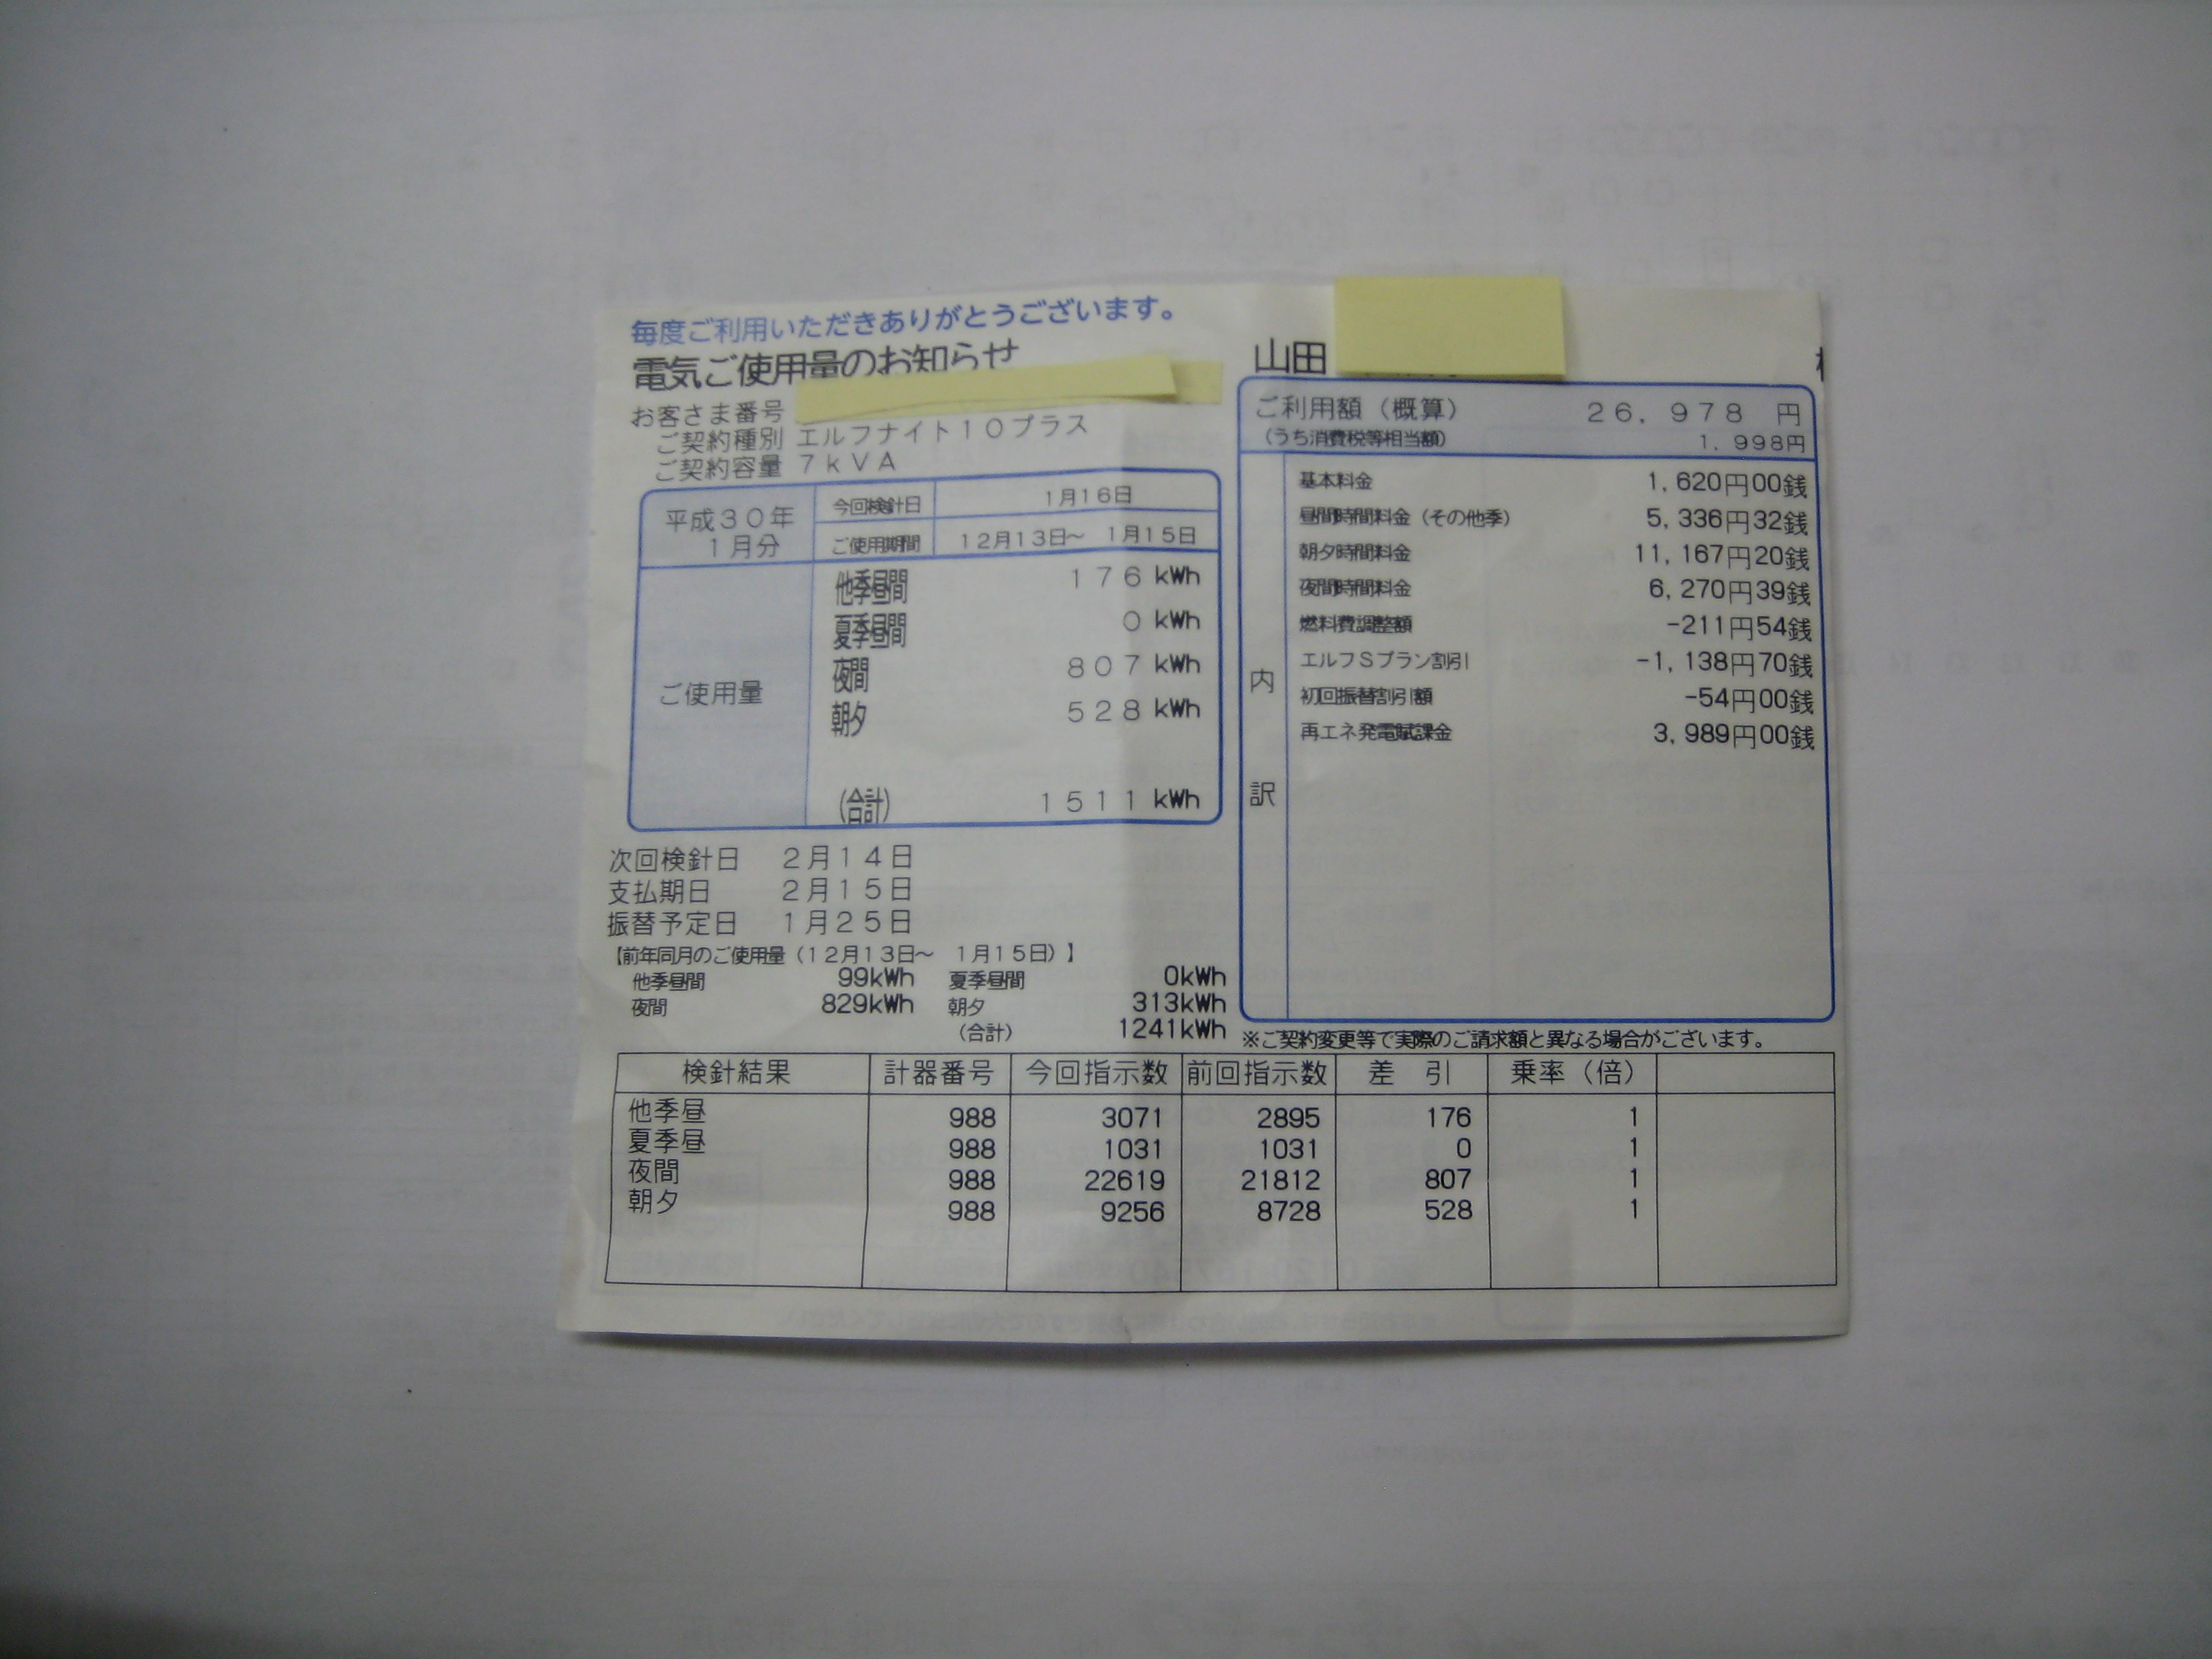 毎度ご利用いただきありがとうございます。
電気ご使用量のお知らせ
お客さま番号
ご契約種別 エルフナイト10プラス
ご契約容量 7kVA
平成30年 1月分
今回検針日 1月16日
ご使用期間 12月13日～ 1月15日
ご使用量
他季昼間 176 kWh
夏季昼間 0 kWh
夜間 807 kWh
朝夕 528 kWh
(合計) 1511 kWh
次回検針日 2月14日
支払期日 2月15日
振替予定日 1月25日
【前年同月のご使用量(12月13日～ 1月15日)】
他季昼間 99kWh 夏季昼間 0kWh
夜間 829kWh 朝夕 313kWh
(合計) 1241kWh
山田
ご利用額(概算) 26,978 円
(うち消費税等相当額) 1,998円
内訳
基本料金 1,620円00銭
昼間時間料金(その他季) 5,336円32銭
朝夕時間料金 11,167円20銭
夜間時間料金 6,270円39銭
燃料費調整額 -211円54銭
エルフSプラン割引 -1,138円70銭
初回振替割引額 -54円00銭
再エネ発電賦課金 3,989円00銭
※ご契約変更等で実際のご請求額と異なる場合がございます。
検針結果 計器番号 今回指示数 前回指示数 差 引 乗率(倍)
他季昼 988 3071 2895 176 1
夏季昼 988 1031 1031 0 1
夜間 988 22619 21812 807 1
朝夕 988 9256 8728 528 1